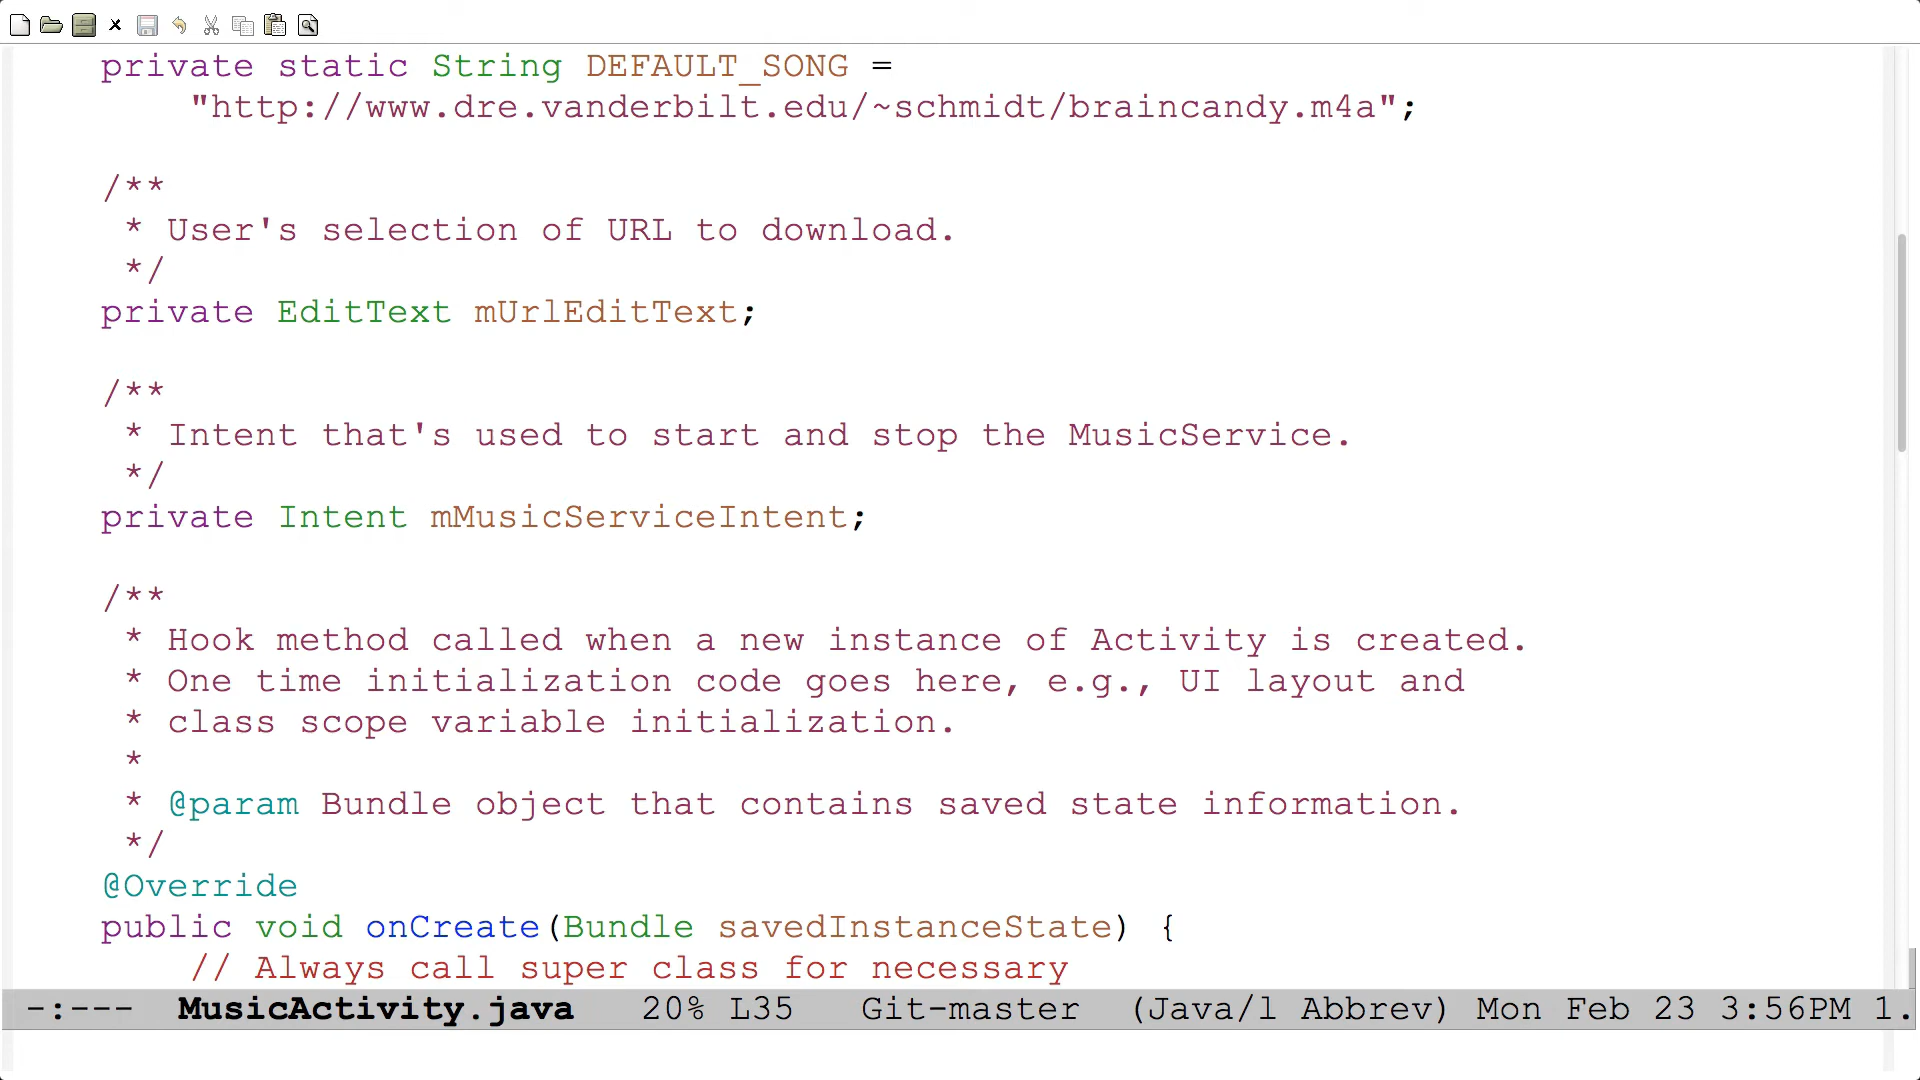 private static String DEFAULT_SONG =
"http://www.dre.vanderbilt.edu/~schmidt/braincandy.m4a";
/**
* User's selection of URL to download.
*/
private EditText mUrlEditText;
/**
* Intent that's used to start and stop the MusicService.
*/
private Intent mMusicServiceIntent;
/**
* Hook method called when a new instance of Activity is created.
* One time initialization code goes here, e.g., UI layout and
* class scope variable initialization.
*
* @param Bundle object that contains saved state information.
*/
@Override
public void onCreate(Bundle savedInstanceState) {
// Always call super class for necessary
-:--- MusicActivity.java 20% L35 Git-master (Java/l Abbrev) Mon Feb 23 3:56PM 1.